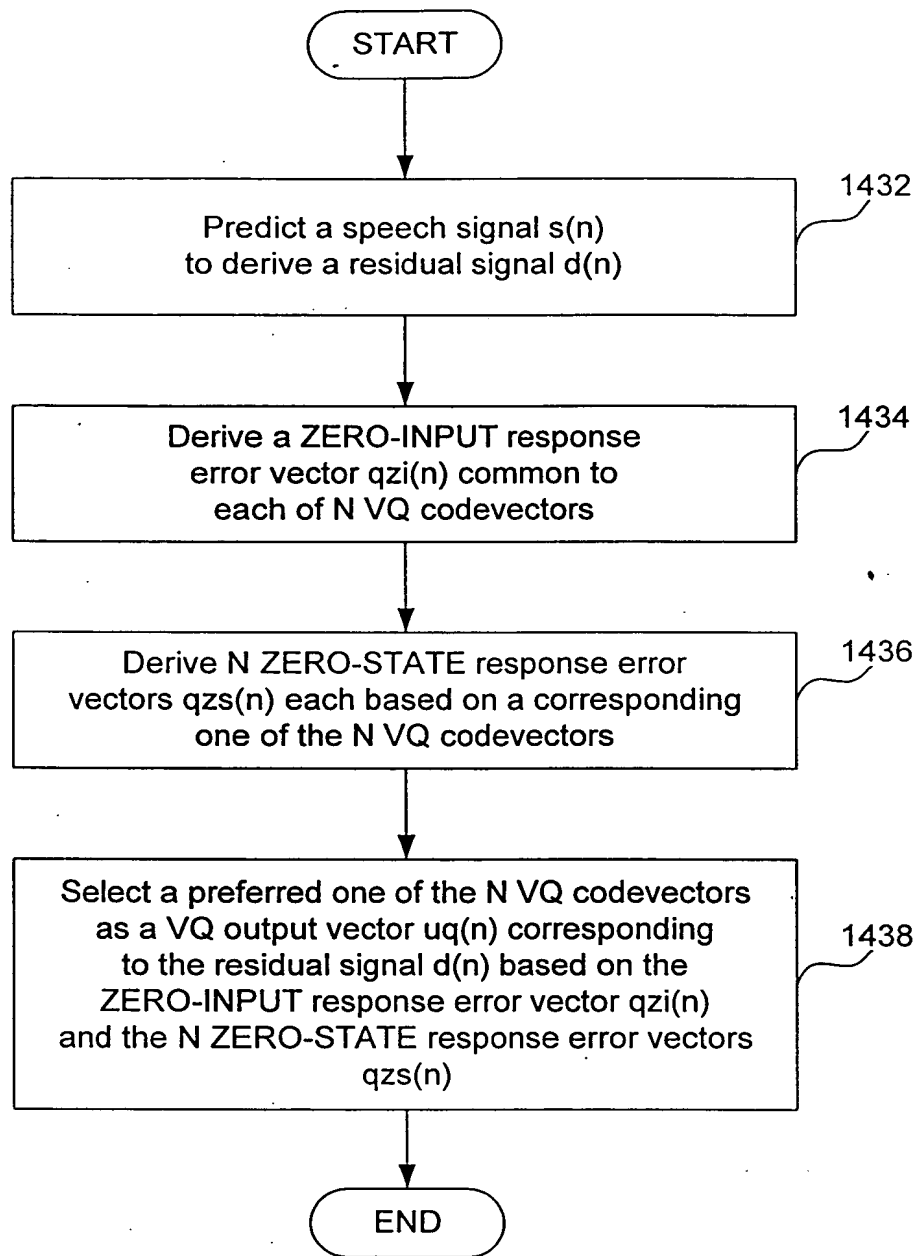 START
1432
Predict a speech signal s(n)
to derive a residual signal d(n)
1434
Derive a ZERO-INPUT response
error vector qzi(n) common to
each of N VQ codevectors
1436
Derive N ZERO-STATE response error
vectors qzs(n) each based on a corresponding
one of the N VQ codevectors
1438
Select a preferred one of the N VQ codevectors
as a VQ output vector uq(n) corresponding
to the residual signal d(n) based on the
ZERO-INPUT response error vector qzi(n)
and the N ZERO-STATE response error vectors
qzs(n)
END